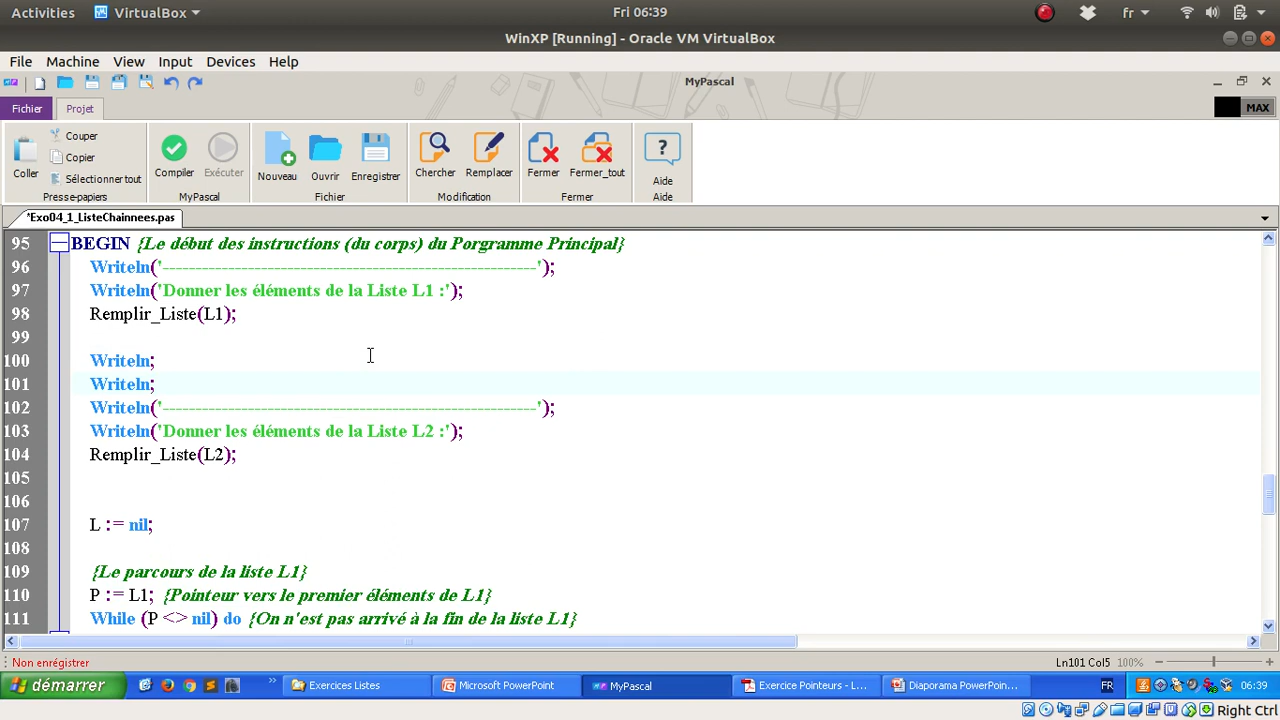 Activities VirtualBox Fri 06:39 fr
WinXP [Running] - Oracle VM VirtualBox
File Machine View Input Devices Help
MyPascal
Fichier Projet MAX
Coller Couper Copier Sélectionner tout Compiler Exécuter Nouveau Ouvrir Enregistrer Chercher Remplacer Fermer Fermer_tout ? Aide
Presse-papiers MyPascal Fichier Modification Fermer Aide
*Exo04_1_ListeChainnees.pas
95 BEGIN {Le début des instructions (du corps) du Porgramme Principal}
96 Writeln('---------------------------------------------------------');
97 Writeln('Donner les éléments de la Liste L1 :');
98 Remplir_Liste(L1);
99
100 Writeln;
101 Writeln;
102 Writeln('---------------------------------------------------------');
103 Writeln('Donner les éléments de la Liste L2 :');
104 Remplir_Liste(L2);
105
106
107 L := nil;
108
109 {Le parcours de la liste L1}
110 P := L1; {Pointeur vers le premier éléments de L1}
111 While (P <> nil) do {On n'est pas arrivé à la fin de la liste L1}
Non enrégistrer Ln101 Col5 100%
démarrer Exercices Listes Microsoft PowerPoint MyPascal Exercice Pointeurs - L... Diaporama PowerPoin... FR 06:39
Right Ctrl